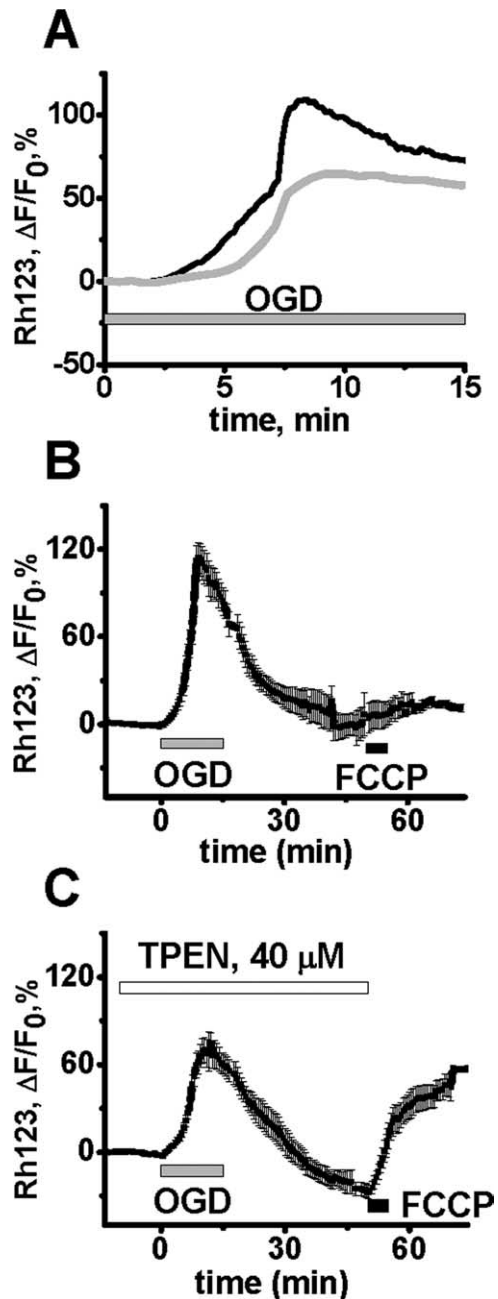 A
Rh123, ΔF/F0,%
100
50
0
-50
OGD
0
5
10
15
time, min
B
Rh123, ΔF/F0,%
120
60
0
OGD
FCCP
0
30
60
time (min)
C
Rh123, ΔF/F0,%
120
60
0
TPEN, 40 μM
OGD
FCCP
0
30
60
time (min)